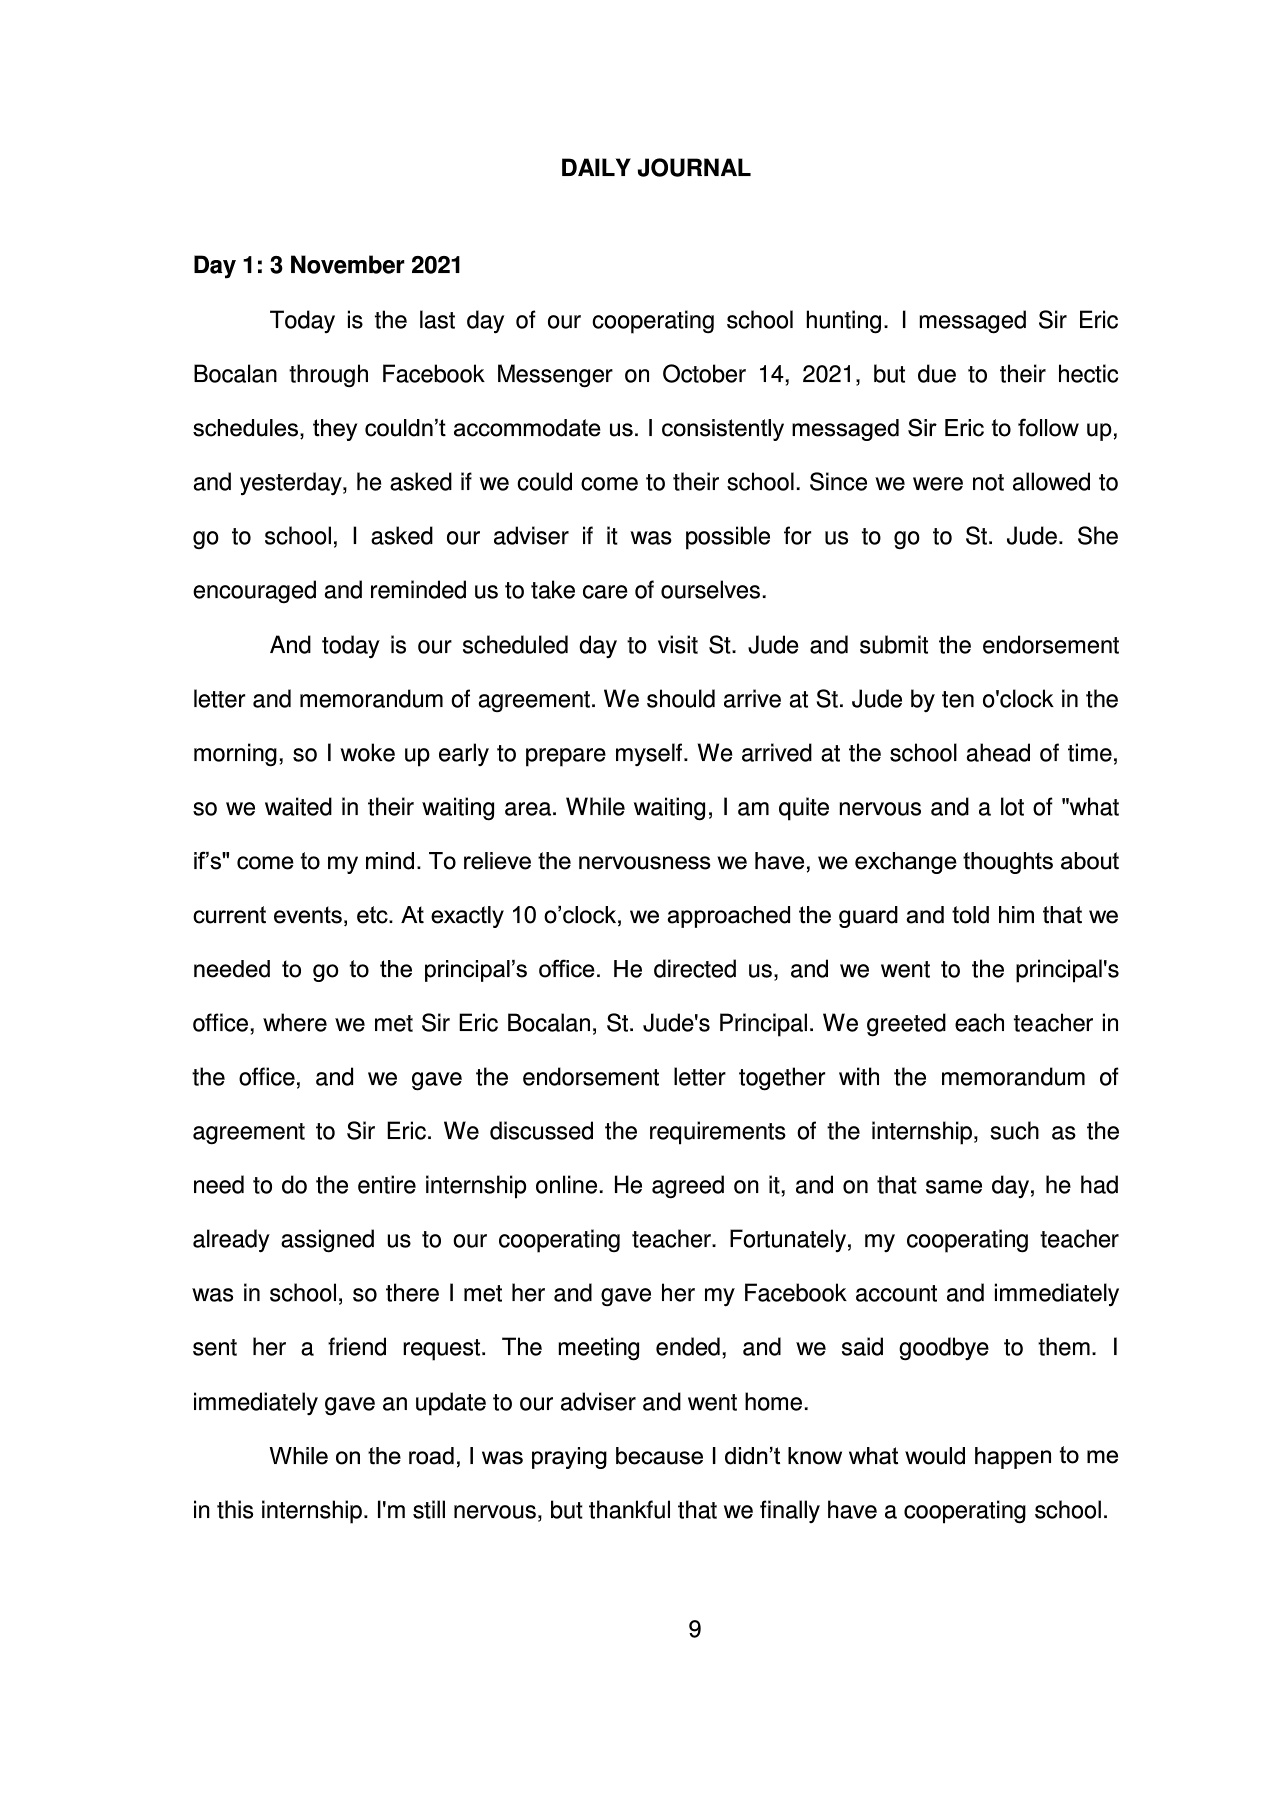 DAILY JOURNAL
Day 1: 3 November 2021
Today is the last day of our cooperating school hunting. I messaged Sir Eric
Bocalan through Facebook Messenger on October 14, 2021, but due to their hectic
schedules, they couldn’t accommodate us. I consistently messaged Sir Eric to follow up,
and yesterday, he asked if we could come to their school. Since we were not allowed to
go to school, I asked our adviser if it was possible for us to go to St. Jude. She
encouraged and reminded us to take care of ourselves.
And today is our scheduled day to visit St. Jude and submit the endorsement
letter and memorandum of agreement. We should arrive at St. Jude by ten o'clock in the
morning, so I woke up early to prepare myself. We arrived at the school ahead of time,
so we waited in their waiting area. While waiting, I am quite nervous and a lot of "what
if’s" come to my mind. To relieve the nervousness we have, we exchange thoughts about
current events, etc. At exactly 10 o’clock, we approached the guard and told him that we
needed to go to the principal’s office. He directed us, and we went to the principal's
office, where we met Sir Eric Bocalan, St. Jude's Principal. We greeted each teacher in
the office, and we gave the endorsement letter together with the memorandum of
agreement to Sir Eric. We discussed the requirements of the internship, such as the
need to do the entire internship online. He agreed on it, and on that same day, he had
already assigned us to our cooperating teacher. Fortunately, my cooperating teacher
was in school, so there I met her and gave her my Facebook account and immediately
sent her a friend request. The meeting ended, and we said goodbye to them. I
immediately gave an update to our adviser and went home.
While on the road, I was praying because I didn’t know what would happen to me
in this internship. I'm still nervous, but thankful that we finally have a cooperating school.
9